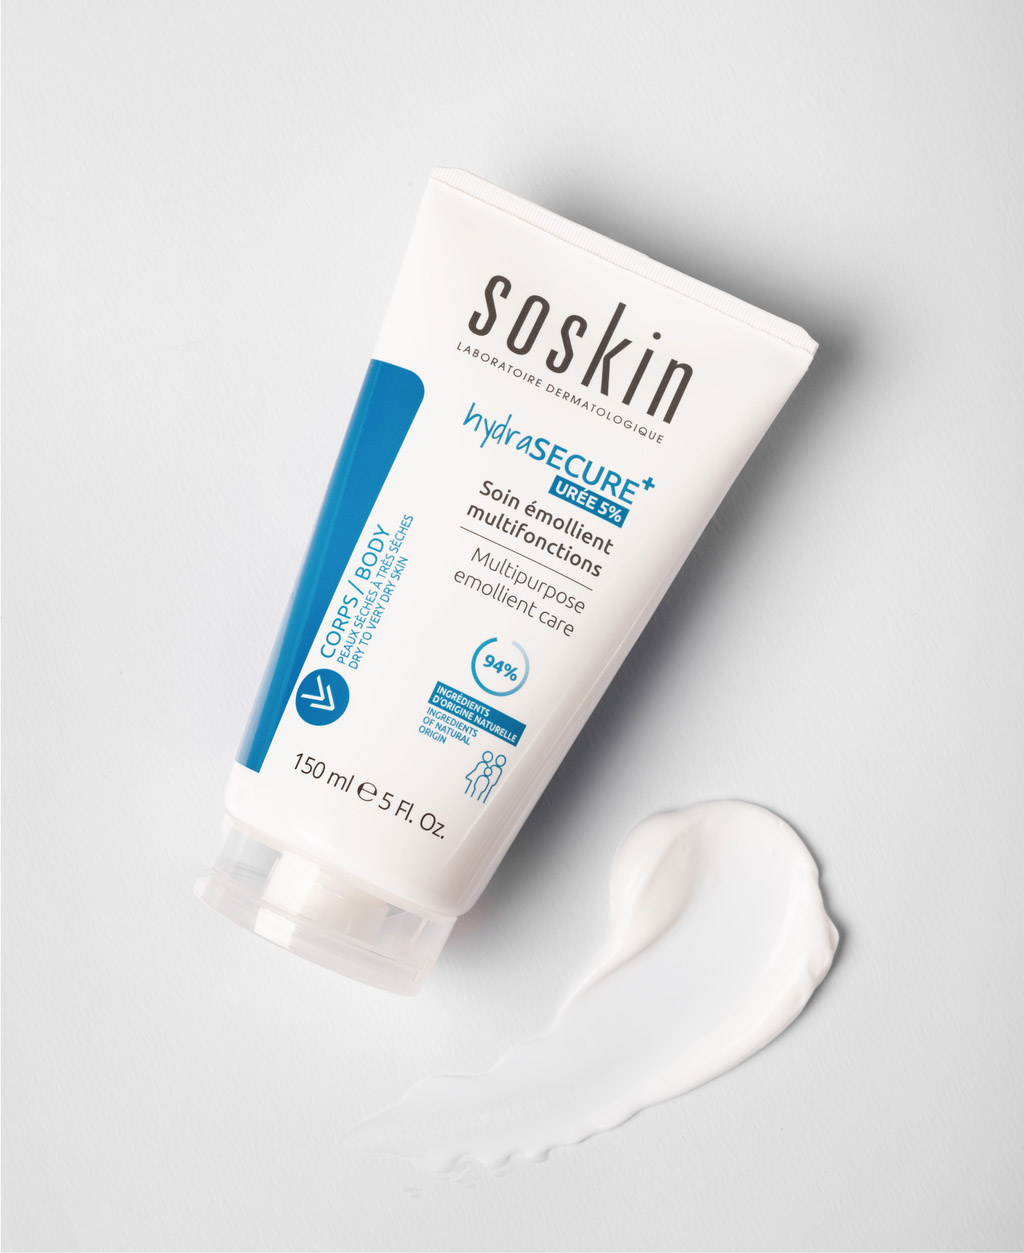 soskin
LABORATOIRE DERMATOLOGIQUE
hydraSECURE+
URÉE 5%
Soin émollient
multifonctions
Multipurpose
emollient care
CORPS / BODY
PEAUX SÈCHES À TRÈS SÈCHES
DRY TO VERY DRY SKIN
94%
INGRÉDIENTS
D'ORIGINE NATURELLE
INGREDIENTS
OF NATURAL
ORIGIN
150 ml ℮ 5 Fl. Oz.